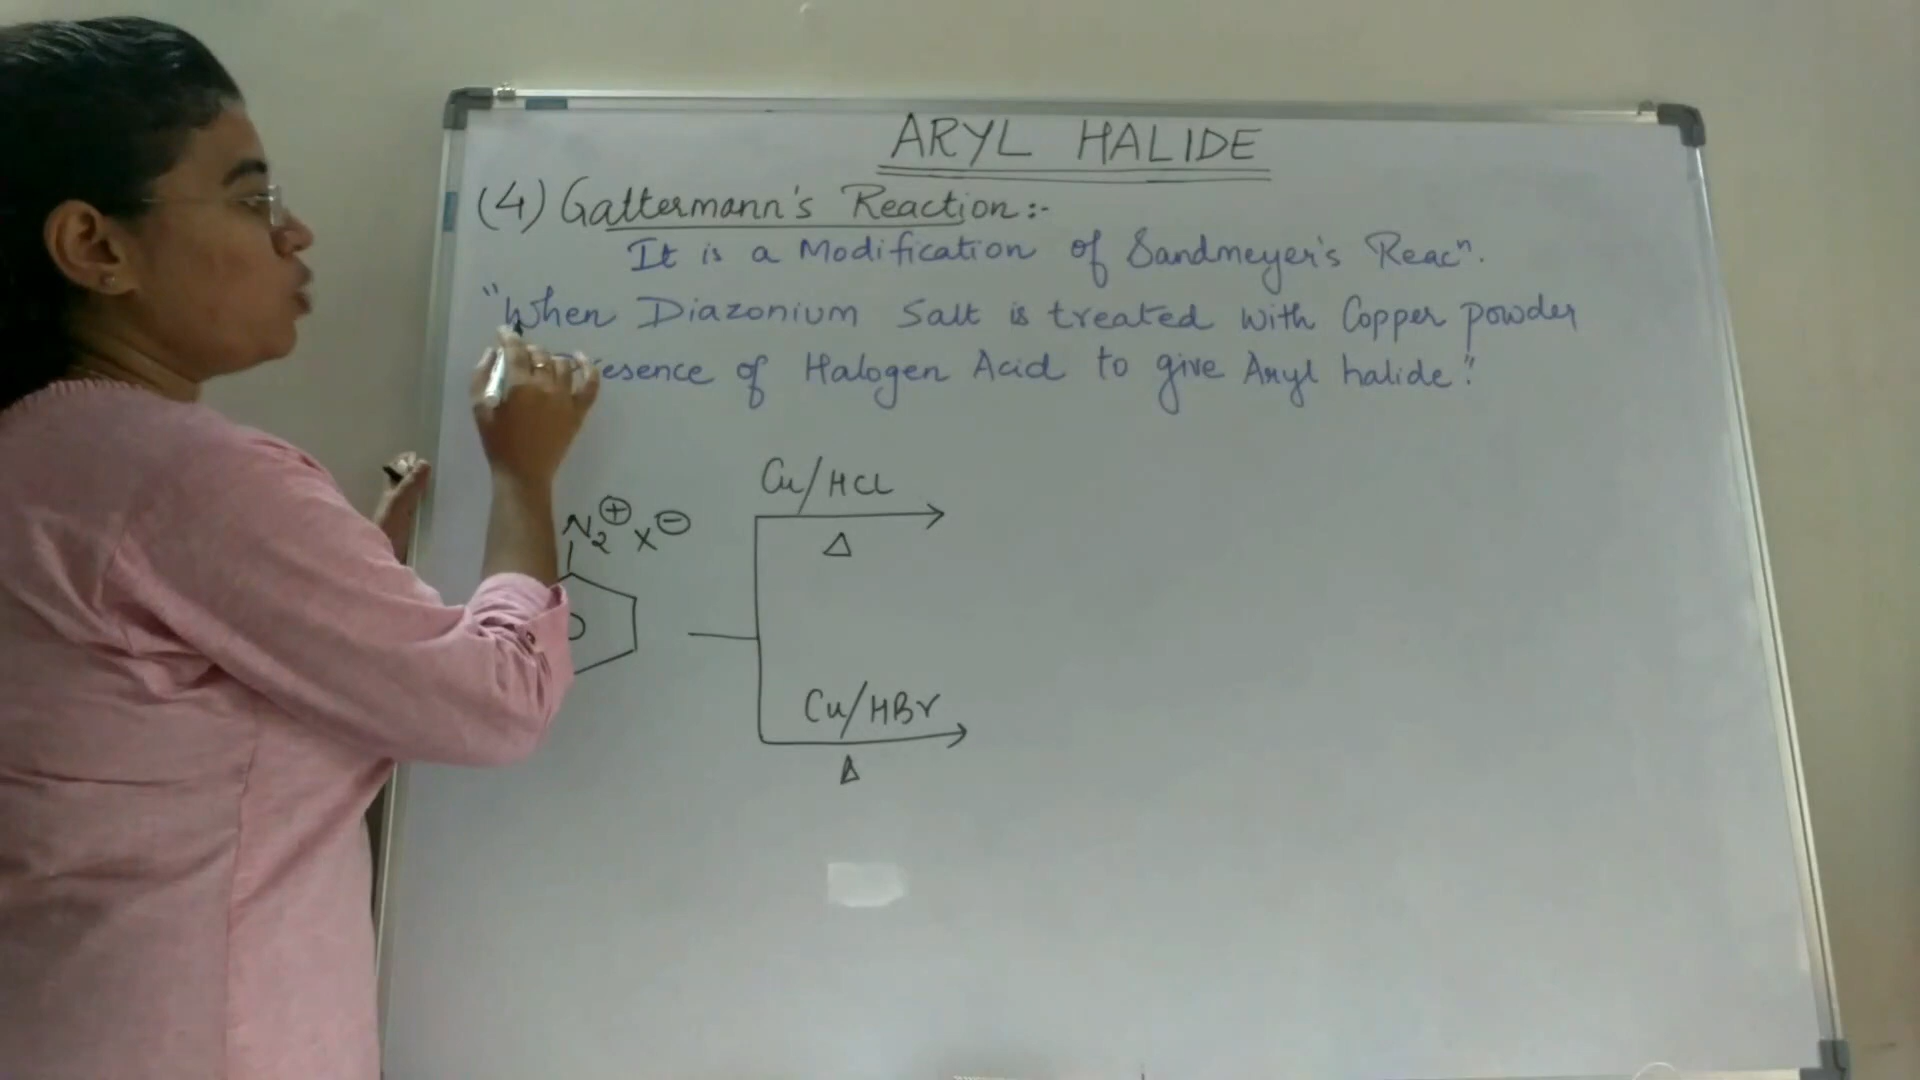 ARYL HALIDE
(4) Gattermann's Reaction :-
It is a Modification of Sandmeyer's Reacⁿ.
"When Diazonium Salt is treated with Copper powder
esence of Halogen Acid to give Aryl halide."
Cu/HCl
N₂⊕ X⊖
Δ
Cu/HBr
Δ